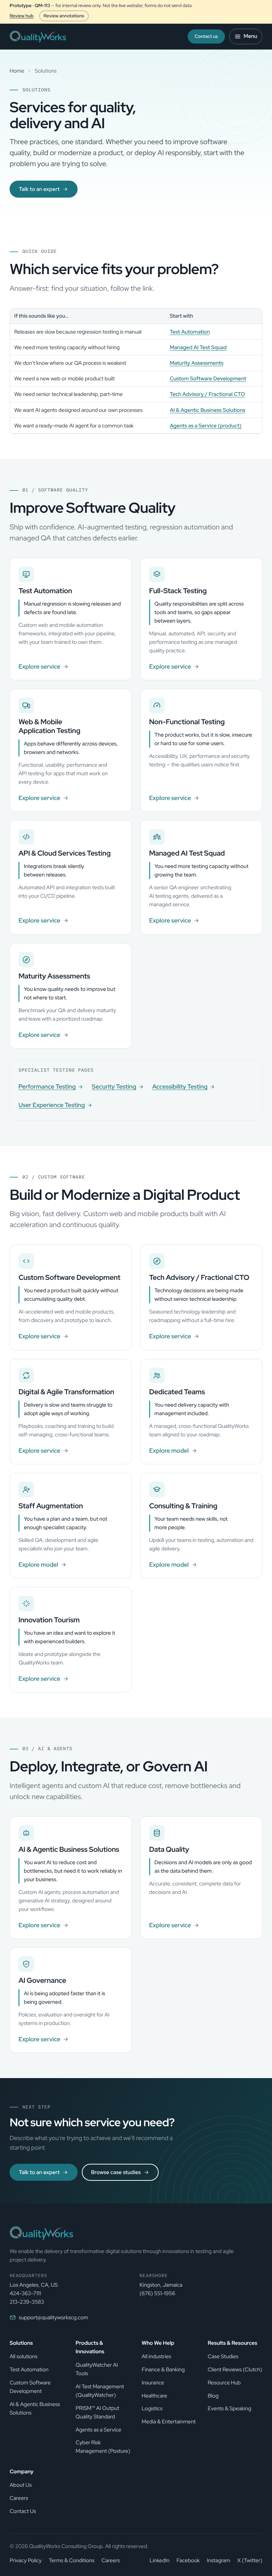 Prototype · QM-113 — for internal review only. Not the live website; forms do not send data.
Review hub
Review annotations
QualityWorks
Contact us
Menu
Home
Solutions
SOLUTIONS
Services for quality,
delivery and AI
Three practices, one standard. Whether you need to improve software
quality, build or modernize a product, or deploy AI responsibly, start with the
problem you are trying to solve.
Talk to an expert →
QUICK GUIDE
Which service fits your problem?
Answer-first: find your situation, follow the link.
If this sounds like you… Start with
Releases are slow because regression testing is manual Test Automation
We need more testing capacity without hiring Managed AI Test Squad
We don't know where our QA process is weakest Maturity Assessments
We need a new web or mobile product built Custom Software Development
We need senior technical leadership, part-time Tech Advisory / Fractional CTO
We want AI agents designed around our own processes AI & Agentic Business Solutions
We want a ready-made AI agent for a common task Agents as a Service (product)
01 / SOFTWARE QUALITY
Improve Software Quality
Ship with confidence. AI-augmented testing, regression automation and
managed QA that catches defects earlier.
Test Automation
Manual regression is slowing releases and
defects are found late.
Custom web and mobile automation
frameworks, integrated with your pipeline,
with your team trained to own them.
Explore service →
Full-Stack Testing
Quality responsibilities are split across
tools and teams, so gaps appear
between layers.
Manual, automated, API, security and
performance testing as one managed
quality practice.
Explore service →
Web & Mobile
Application Testing
Apps behave differently across devices,
browsers and networks.
Functional, usability, performance and
API testing for apps that must work on
every device.
Explore service →
Non-Functional Testing
The product works, but it is slow, insecure
or hard to use for some users.
Accessibility, UX, performance and security
testing — the qualities users notice first.
Explore service →
API & Cloud Services Testing
Integrations break silently
between releases.
Automated API and integration tests built
into your CI/CD pipeline.
Explore service →
Managed AI Test Squad
You need more testing capacity without
growing the team.
A senior QA engineer orchestrating
AI testing agents, delivered as a
managed service.
Explore service →
Maturity Assessments
You know quality needs to improve but
not where to start.
Benchmark your QA and delivery maturity
and leave with a prioritized roadmap.
Explore service →
SPECIALIST TESTING PAGES
Performance Testing → Security Testing → Accessibility Testing →
User Experience Testing →
02 / CUSTOM SOFTWARE
Build or Modernize a Digital Product
Big vision, fast delivery. Custom web and mobile products built with AI
acceleration and continuous quality.
Custom Software Development
You need a product built quickly without
accumulating quality debt.
AI-accelerated web and mobile products,
from discovery and prototype to launch.
Explore service →
Tech Advisory / Fractional CTO
Technology decisions are being made
without senior technical leadership.
Seasoned technology leadership and
roadmapping without a full-time hire.
Explore service →
Digital & Agile Transformation
Delivery is slow and teams struggle to
adopt agile ways of working.
Playbooks, coaching and training to build
self-managing, cross-functional teams.
Explore service →
Dedicated Teams
You need delivery capacity with
management included.
A managed, cross-functional QualityWorks
team aligned to your roadmap.
Explore model →
Staff Augmentation
You have a plan and a team, but not
enough specialist capacity.
Skilled QA, development and agile
specialists who join your team.
Explore model →
Consulting & Training
Your team needs new skills, not
more people.
Upskill your teams in testing, automation and
agile delivery.
Explore model →
Innovation Tourism
You have an idea and want to explore it
with experienced builders.
Ideate and prototype alongside the
QualityWorks team.
Explore service →
03 / AI & AGENTS
Deploy, Integrate, or Govern AI
Intelligent agents and custom AI that reduce cost, remove bottlenecks and
unlock new capabilities.
AI & Agentic Business Solutions
You want AI to reduce cost and
bottlenecks, but need it to work reliably in
your business.
Custom AI agents, process automation and
generative AI strategy, designed around
your workflows.
Explore service →
Data Quality
Decisions and AI models are only as good
as the data behind them.
Accurate, consistent, complete data for
decisions and AI.
Explore service →
AI Governance
AI is being adopted faster than it is
being governed.
Policies, evaluation and oversight for AI
systems in production.
Explore service →
NEXT STEP
Not sure which service you need?
Describe what you're trying to achieve and we'll recommend a
starting point.
Talk to an expert →
Browse case studies →
QualityWorks
We enable the delivery of transformative digital solutions through innovations in testing and agile
project delivery.
HEADQUARTERS
Los Angeles, CA, US
424-363-7111
213-239-3583
NEARSHORE
Kingston, Jamaica
(876) 551-1956
support@qualityworkscg.com
Solutions
All solutions
Test Automation
Custom Software
Development
AI & Agentic Business
Solutions
Products &
Innovations
QualityWatcher AI
Tools
AI Test Management
(QualityWatcher)
PRISM™ AI Output
Quality Standard
Agents as a Service
Cyber Risk
Management (Posture)
Who We Help
All industries
Finance & Banking
Insurance
Healthcare
Logistics
Media & Entertainment
Results & Resources
Case Studies
Client Reviews (Clutch)
Resource Hub
Blog
Events & Speaking
Company
About Us
Careers
Contact Us
© 2026 QualityWorks Consulting Group. All rights reserved.
Privacy Policy Terms & Conditions Careers
LinkedIn Facebook Instagram X (Twitter)